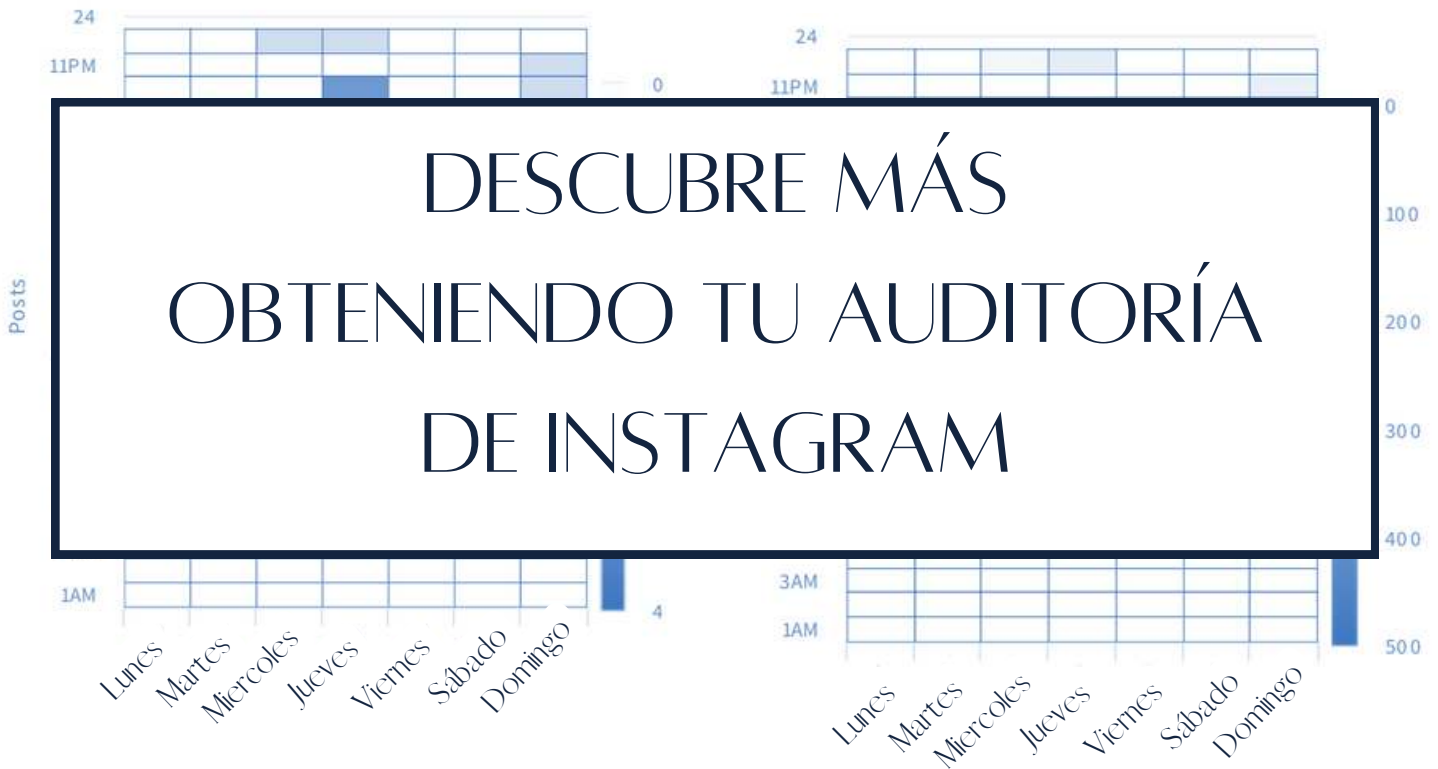 24
11PM
0
24
11PM
0
DESCUBRE MÁS
OBTENIENDO TU AUDITORÍA
DE INSTAGRAM
Posts
100
200
300
400
1AM
4
3AM
1AM
500
Lunes
Martes
Miercoles
Jueves
Viernes
Sábado
Domingo
Lunes
Martes
Miercoles
Jueves
Viernes
Sábado
Domingo